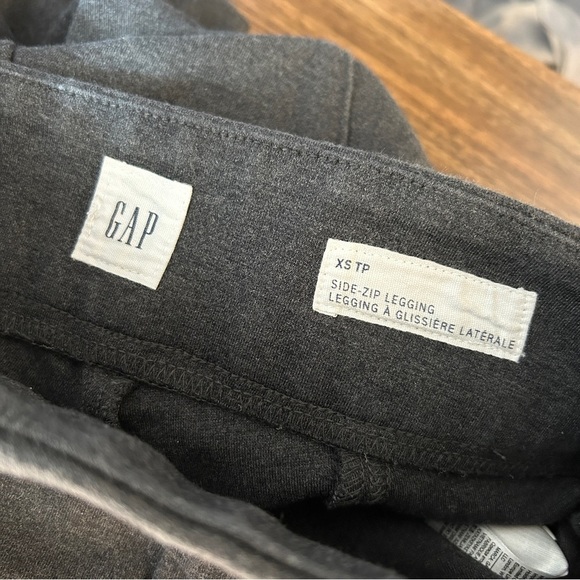 GAP
XS TP
SIDE-ZIP LEGGING
LEGGING À GLISSIÈRE LATÉRALE